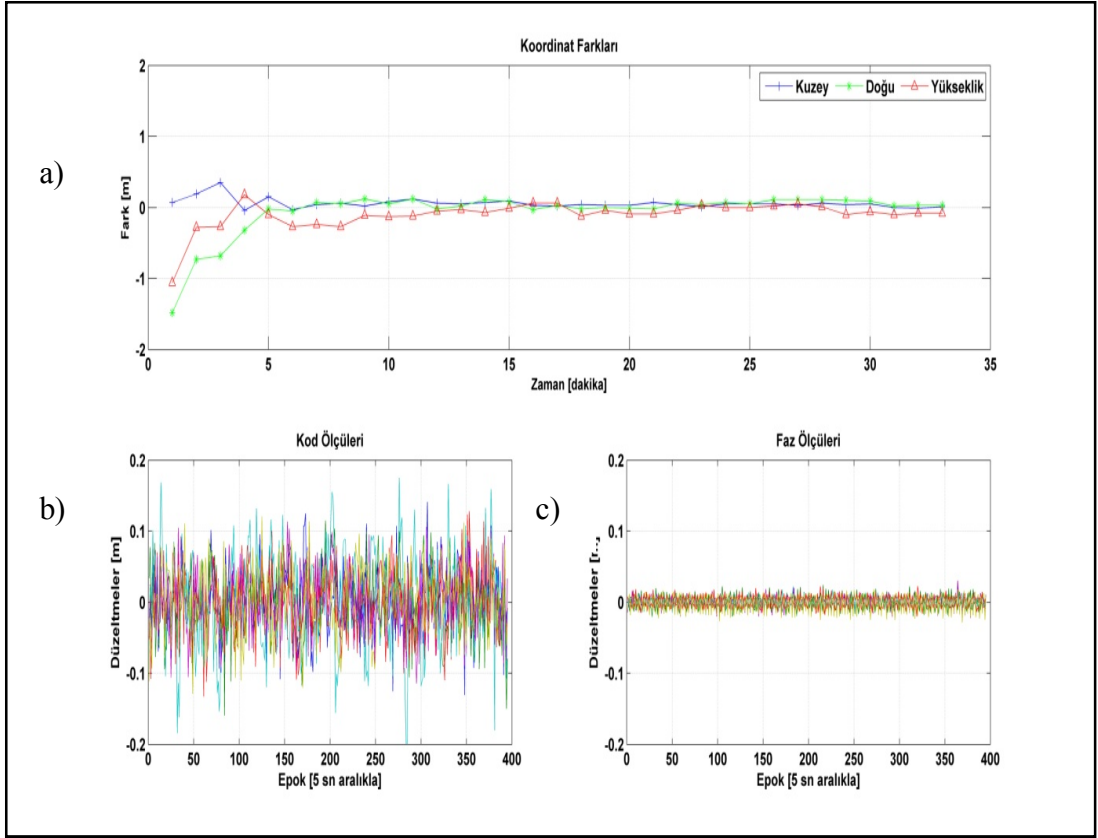 Koordinat Farkları
a)
Fark [m]
2
1
0
-1
-2
Kuzey Doğu Yükseklik
0 5 10 15 20 25 30 35
Zaman [dakika]
b)
Kod Ölçüleri
Düzeltmeler [m]
0.2
0.1
0
-0.1
-0.2
0 50 100 150 200 250 300 350 400
Epok [5 sn aralıkla]
c)
Faz Ölçüleri
Düzeltmeler [...,
0.2
0.1
0
-0.1
-0.2
0 50 100 150 200 250 300 350 400
Epok [5 sn aralıkla]